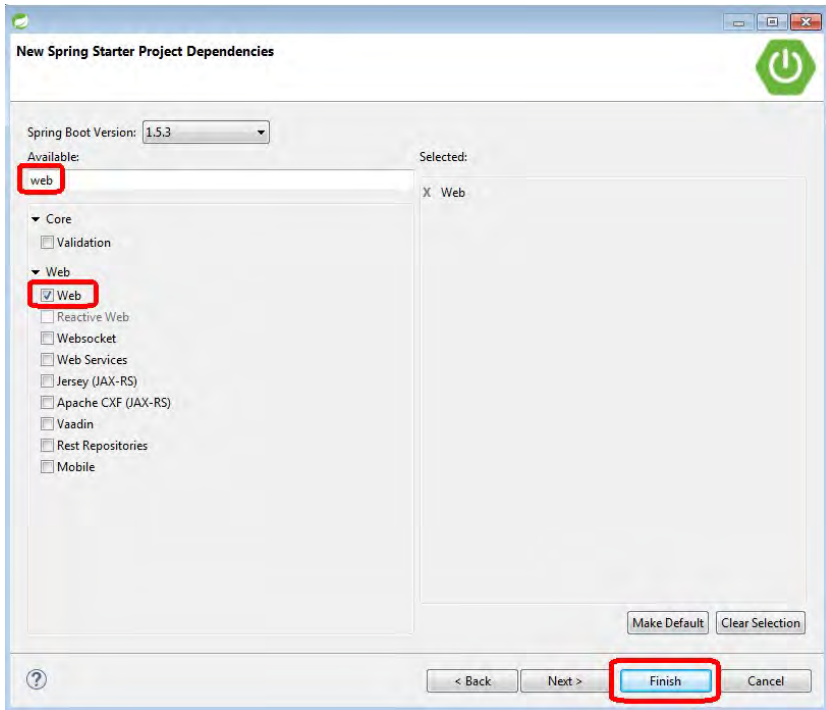 New Spring Starter Project Dependencies
Spring Boot Version: 1.5.3
Available:
Selected:
web
X Web
Core
Validation
Web
Web
Reactive Web
Websocket
Web Services
Jersey (JAX-RS)
Apache CXF (JAX-RS)
Vaadin
Rest Repositories
Mobile
Make Default Clear Selection
? < Back Next > Finish Cancel